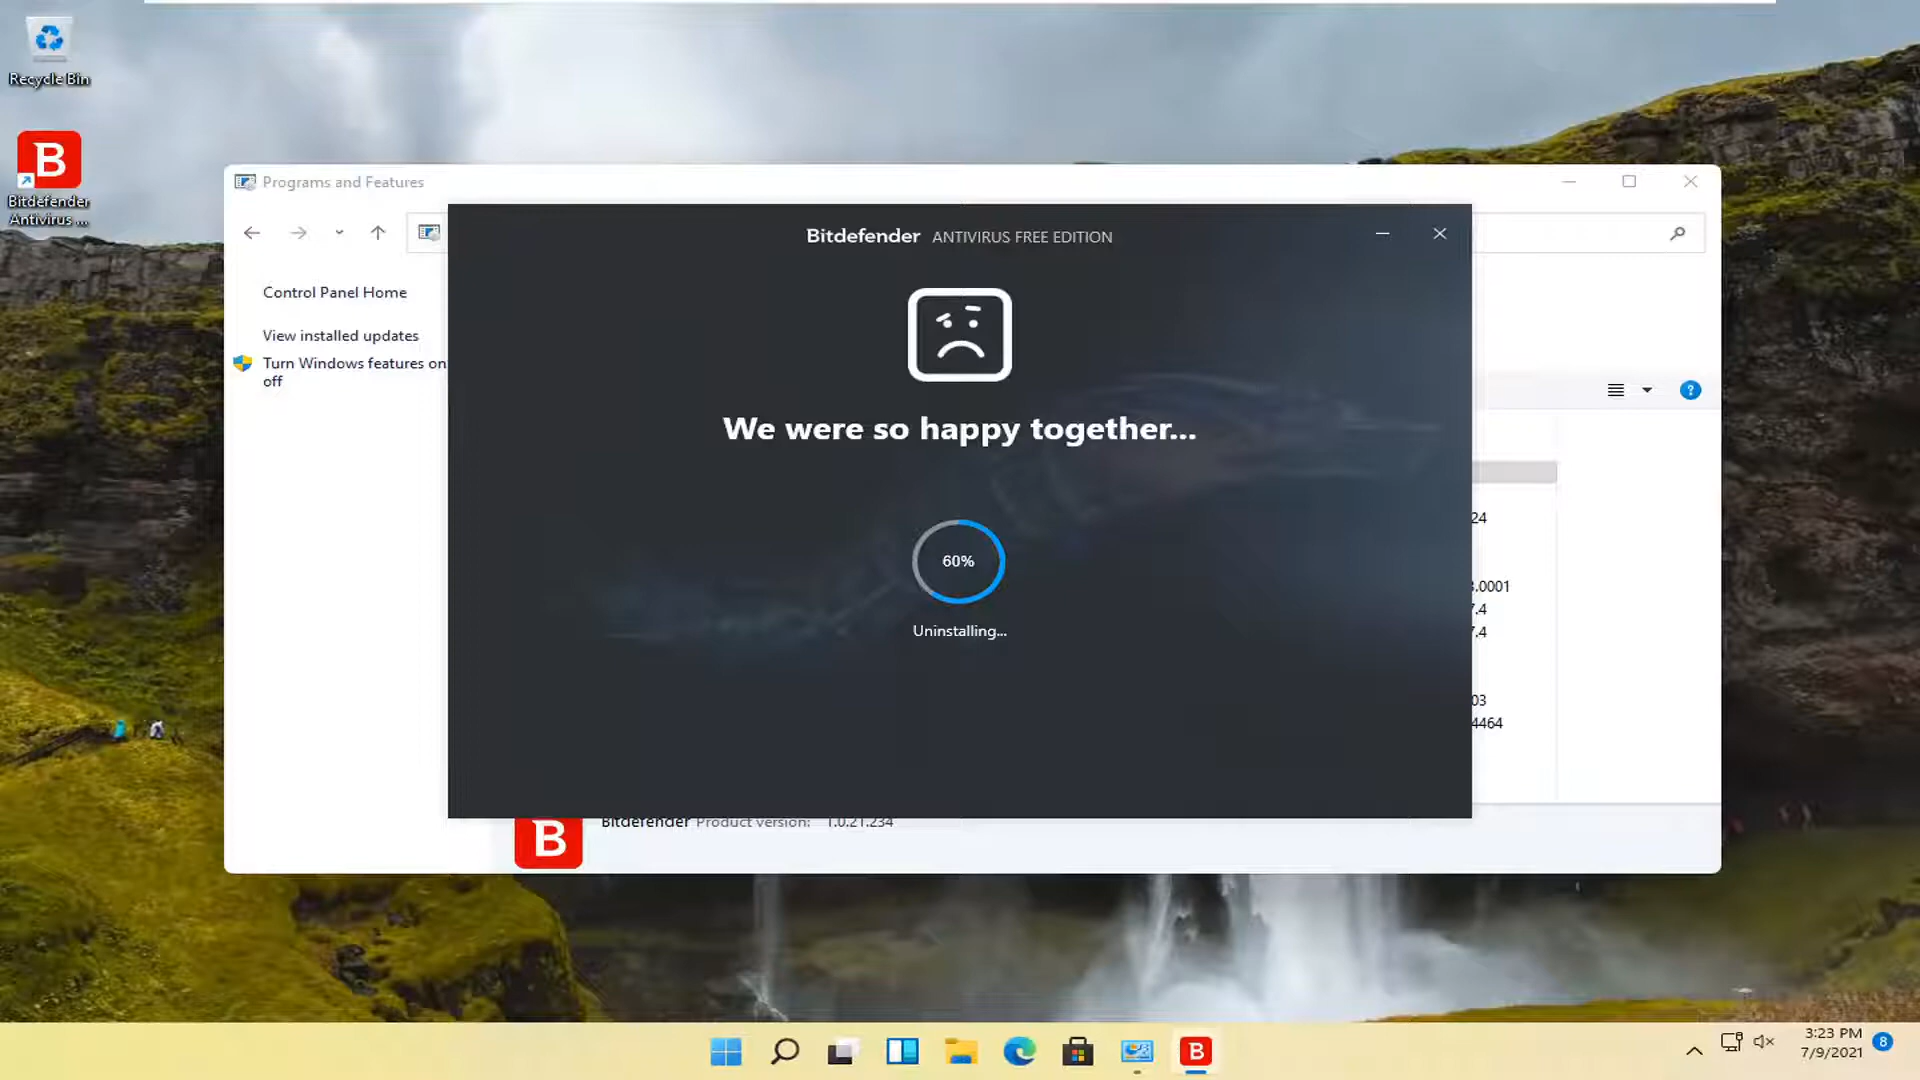 Recycle Bin
B
Bitdefender
Antivirus ...
Programs and Features
Control Panel Home
View installed updates
Turn Windows features on
off
Bitdefender ANTIVIRUS FREE EDITION
We were so happy together...
60%
Uninstalling...
24
.0001
.4
.4
03
4464
B
Bitdefender Product version: 1.0.21.234
B
3:23 PM
7/9/2021
8